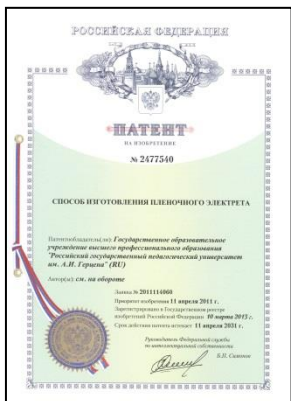 РОССИЙСКАЯ ФЕДЕРАЦИЯ
ПАТЕНТ
НА ИЗОБРЕТЕНИЕ
№ 2477540
СПОСОБ ИЗГОТОВЛЕНИЯ ПЛЕНОЧНОГО ЭЛЕКТРЕТА
Патентообладатель(ли): Государственное образовательное
учреждение высшего профессионального образования
"Российский государственный педагогический университет
им. А.И. Герцена" (RU)
Автор(ы): см. на обороте
Заявка № 2011114060
Приоритет изобретения 11 апреля 2011 г.
Зарегистрировано в Государственном реестре
изобретений Российской Федерации 10 марта 2013 г.
Срок действия патента истекает 11 апреля 2031 г.
Руководитель Федеральной службы
по интеллектуальной собственности
Б.П. Симонов